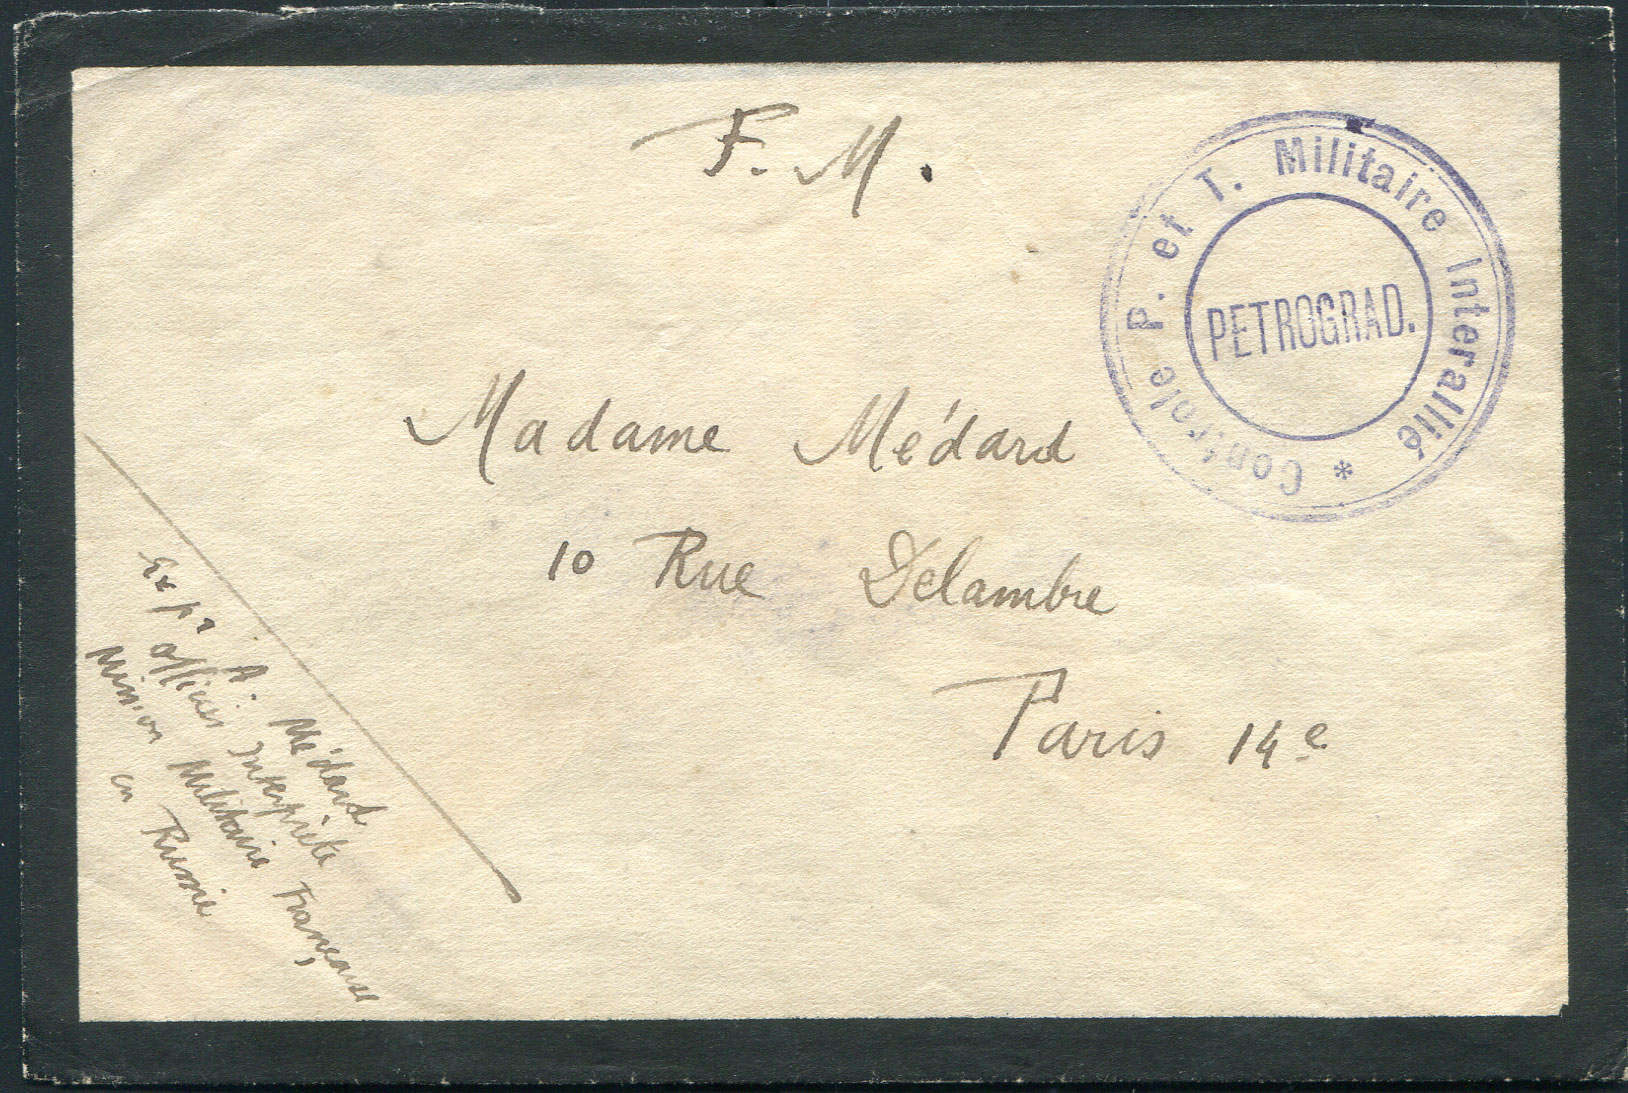 F. M.
Contrôle P. et T. Militaire Interallié *
PETROGRAD.
Madame Médard
10 Rue Delambre
Paris 14e
A. Médard
officier Interprète
Mission Militaire Française
en Russie